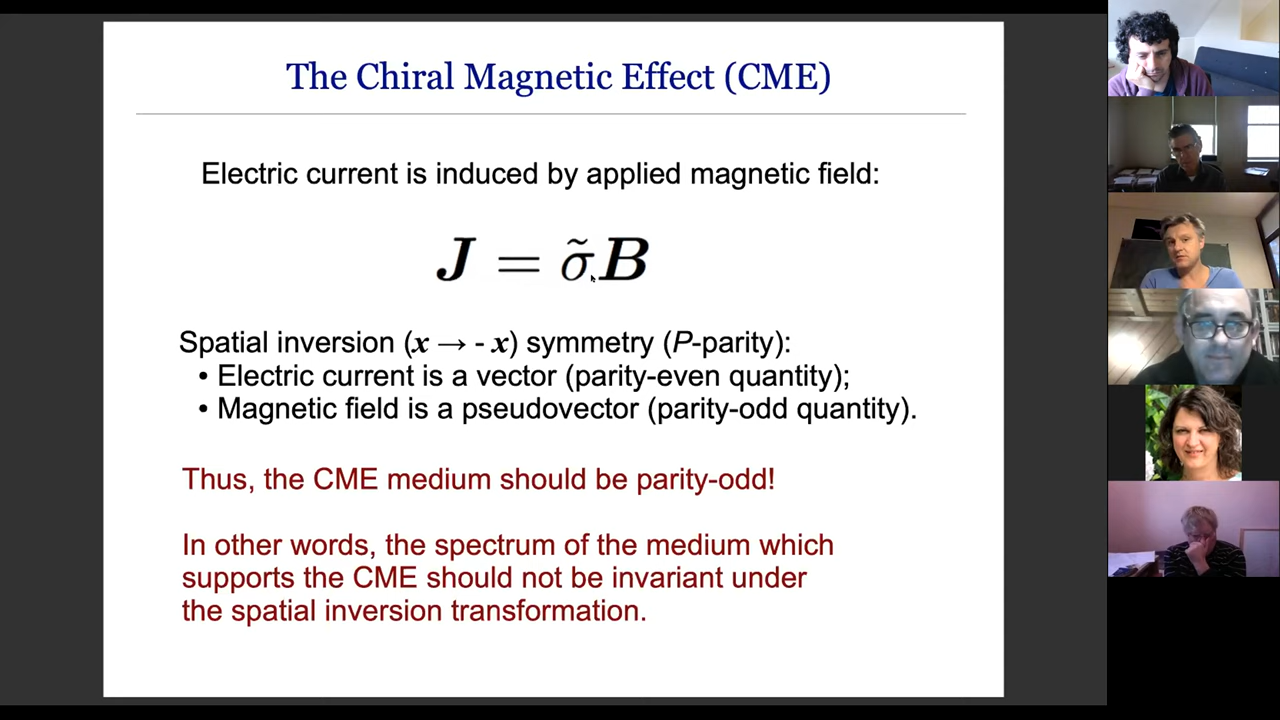 The Chiral Magnetic Effect (CME)
Electric current is induced by applied magnetic field:
J = σ̃B
Spatial inversion (x → - x) symmetry (P-parity):
• Electric current is a vector (parity-even quantity);
• Magnetic field is a pseudovector (parity-odd quantity).
Thus, the CME medium should be parity-odd!
In other words, the spectrum of the medium which
supports the CME should not be invariant under
the spatial inversion transformation.